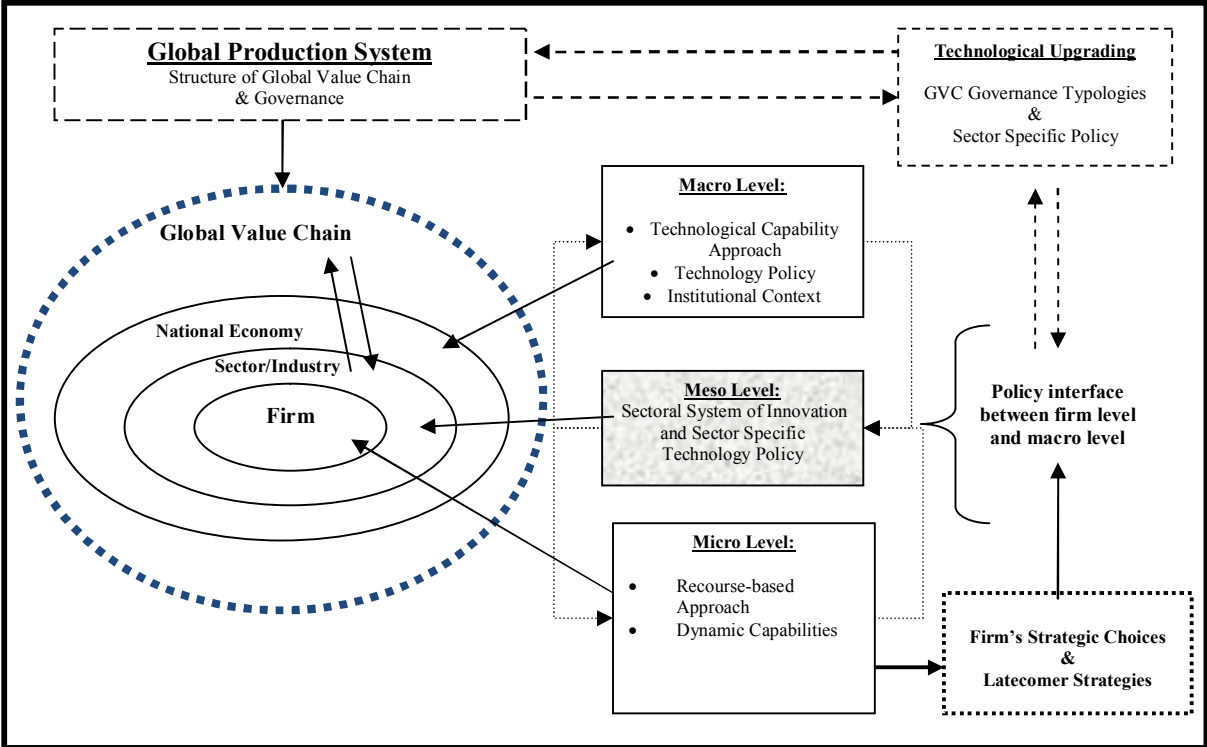 Global Production System
Structure of Global Value Chain
& Governance
Technological Upgrading
GVC Governance Typologies
&
Sector Specific Policy
Global Value Chain
National Economy
Sector/Industry
Firm
Macro Level:
• Technological Capability
Approach
• Technology Policy
• Institutional Context
Meso Level:
Sectoral System of Innovation
and Sector Specific
Technology Policy
Micro Level:
• Recourse-based
Approach
• Dynamic Capabilities
Policy interface
between firm level
and macro level
Firm's Strategic Choices
&
Latecomer Strategies